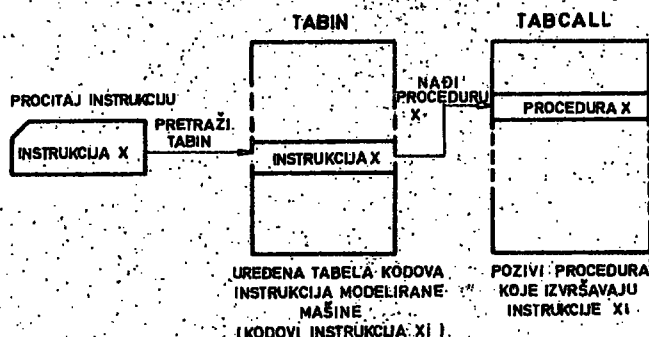 TABIN
TABCALL
PROCITAJ INSTRUKCIJU
INSTRUKCIJA X
PRETRAŽI
TABIN
INSTRUKCIJA X
NAĐI
PROCEDURU
X
PROCEDURA X
UREĐENA TABELA KODOVA
INSTRUKCIJA MODELIRANE
MAŠINE
(KODOVI INSTRUKCIJA Xi)
POZIVI PROCEDURA
KOJE IZVRŠAVAJU
INSTRUKCIJE Xi